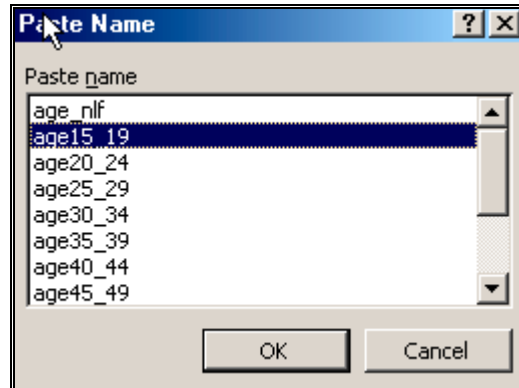 Paste Name
Paste name
age_nlf
age15_19
age20_24
age25_29
age30_34
age35_39
age40_44
age45_49
OK Cancel